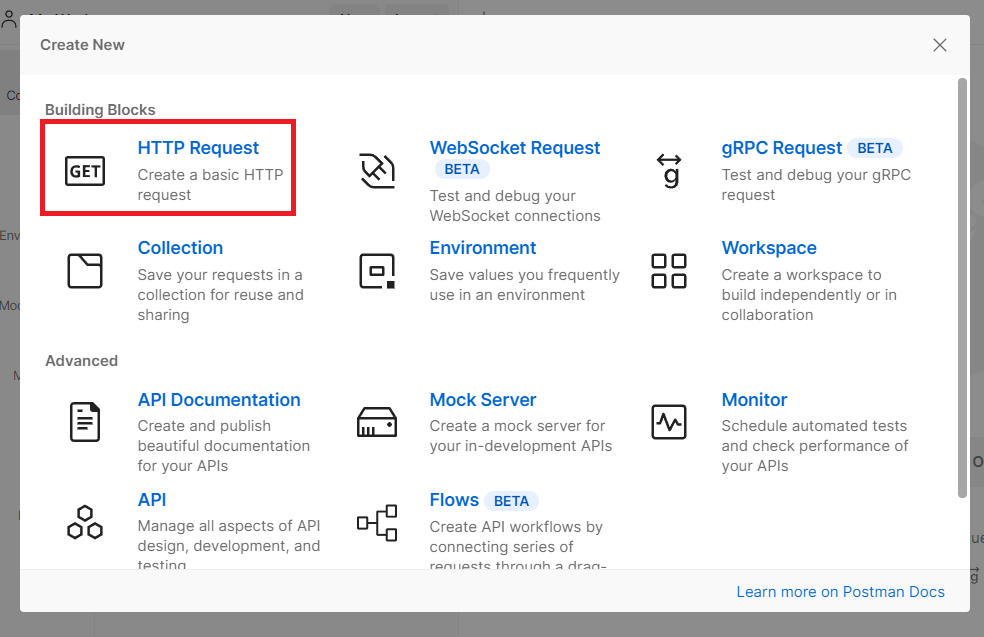 Create New
Building Blocks
GET
HTTP Request
Create a basic HTTP
request
WebSocket Request
BETA
Test and debug your
WebSocket connections
g
gRPC Request BETA
Test and debug your gRPC
request
Collection
Save your requests in a
collection for reuse and
sharing
Environment
Save values you frequently
use in an environment
Workspace
Create a workspace to
build independently or in
collaboration
Advanced
API Documentation
Create and publish
beautiful documentation
for your APIs
Mock Server
Create a mock server for
your in-development APIs
Monitor
Schedule automated tests
and check performance of
your APIs
API
Manage all aspects of API
design, development, and
testing
Flows BETA
Create API workflows by
connecting series of
requests through a drag-
Learn more on Postman Docs